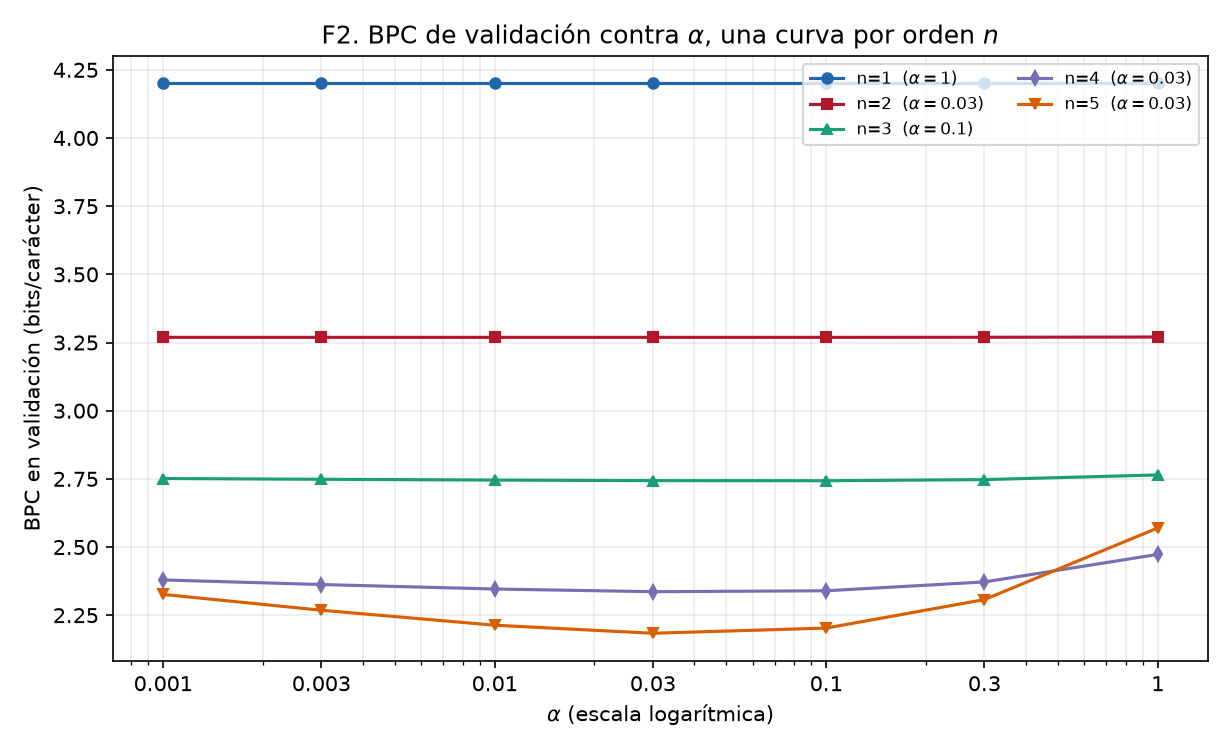 F2. BPC de validación contra α, una curva por orden n
4.25
4.00
3.75
3.50
3.25
3.00
2.75
2.50
2.25
BPC en validación (bits/carácter)
n=1 (α = 1)
n=2 (α = 0.03)
n=3 (α = 0.1)
n=4 (α = 0.03)
n=5 (α = 0.03)
0.001 0.003 0.01 0.03 0.1 0.3 1
α (escala logarítmica)